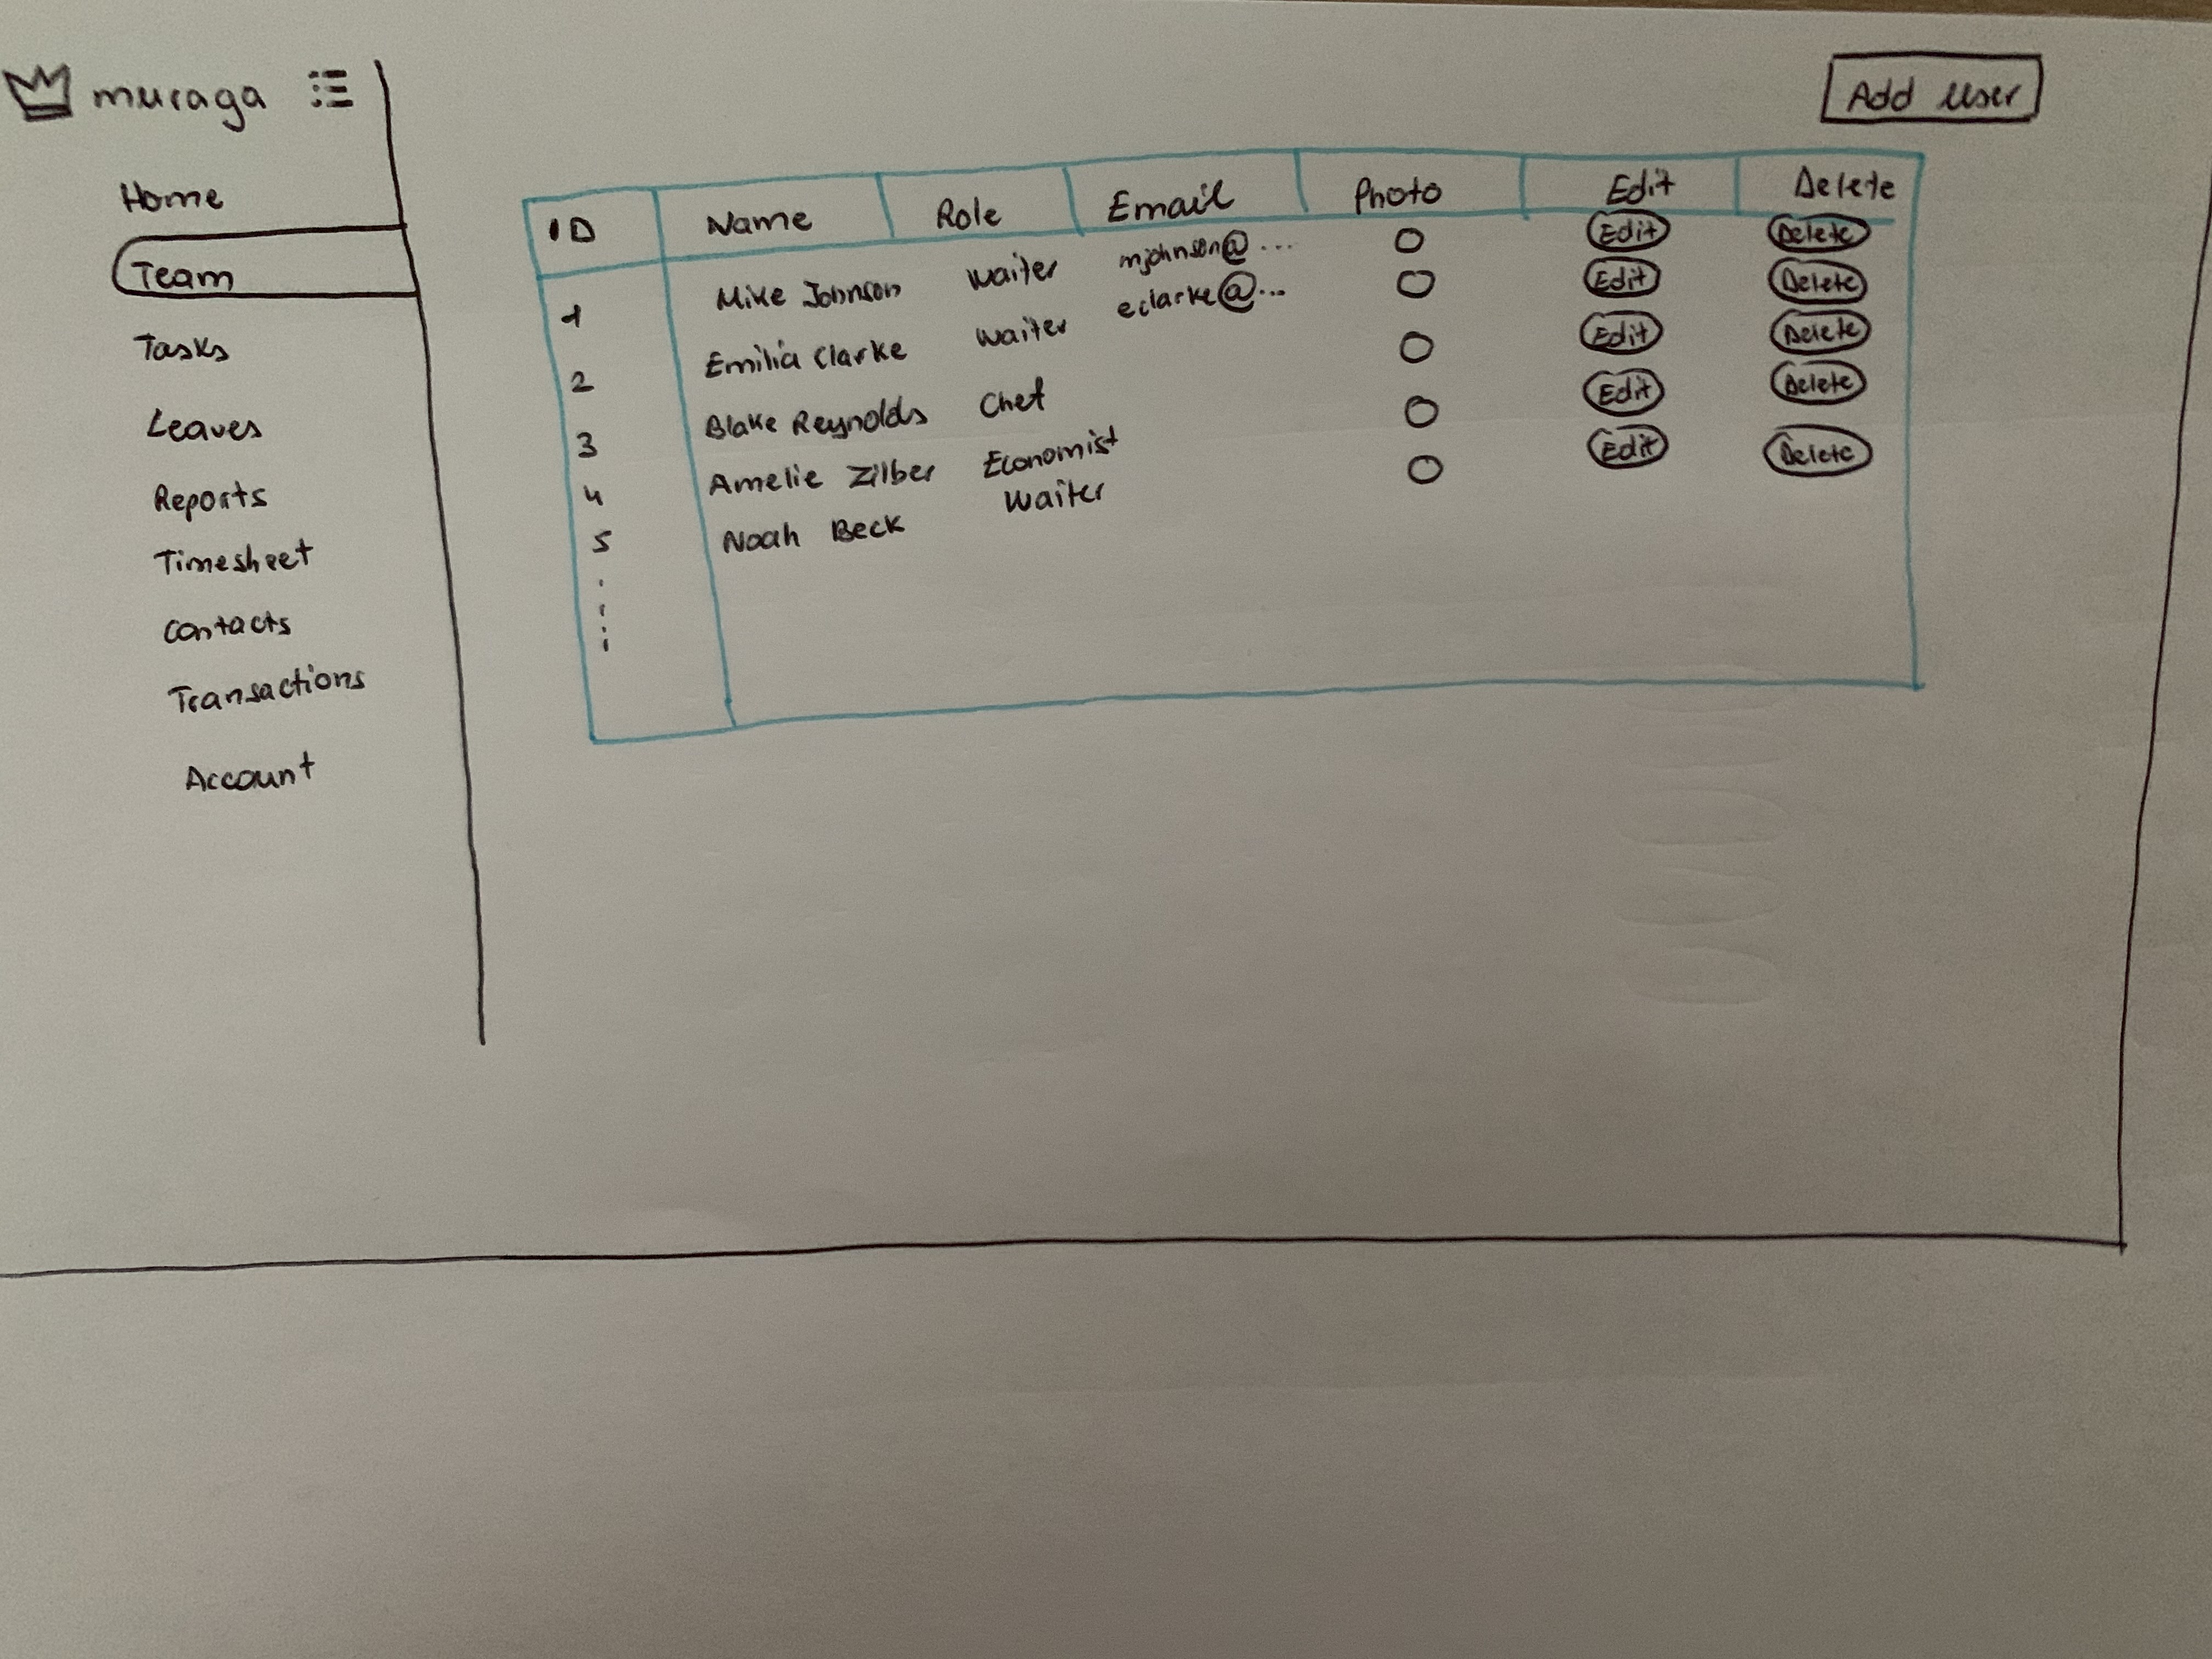 muraga
Home
Team
Tasks
Leaves
Reports
Timesheet
Contacts
Transactions
Account
Add User
ID Name Role Email Photo Edit Delete
1 Mike Johnson Waiter mjohnson@... Edit Delete
2 Emilia Clarke Waiter eclarke@... Edit Delete
3 Blake Reynolds Chef Edit Delete
4 Amelie Zilber Economist Edit Delete
5 Noah Beck Waiter Edit Delete